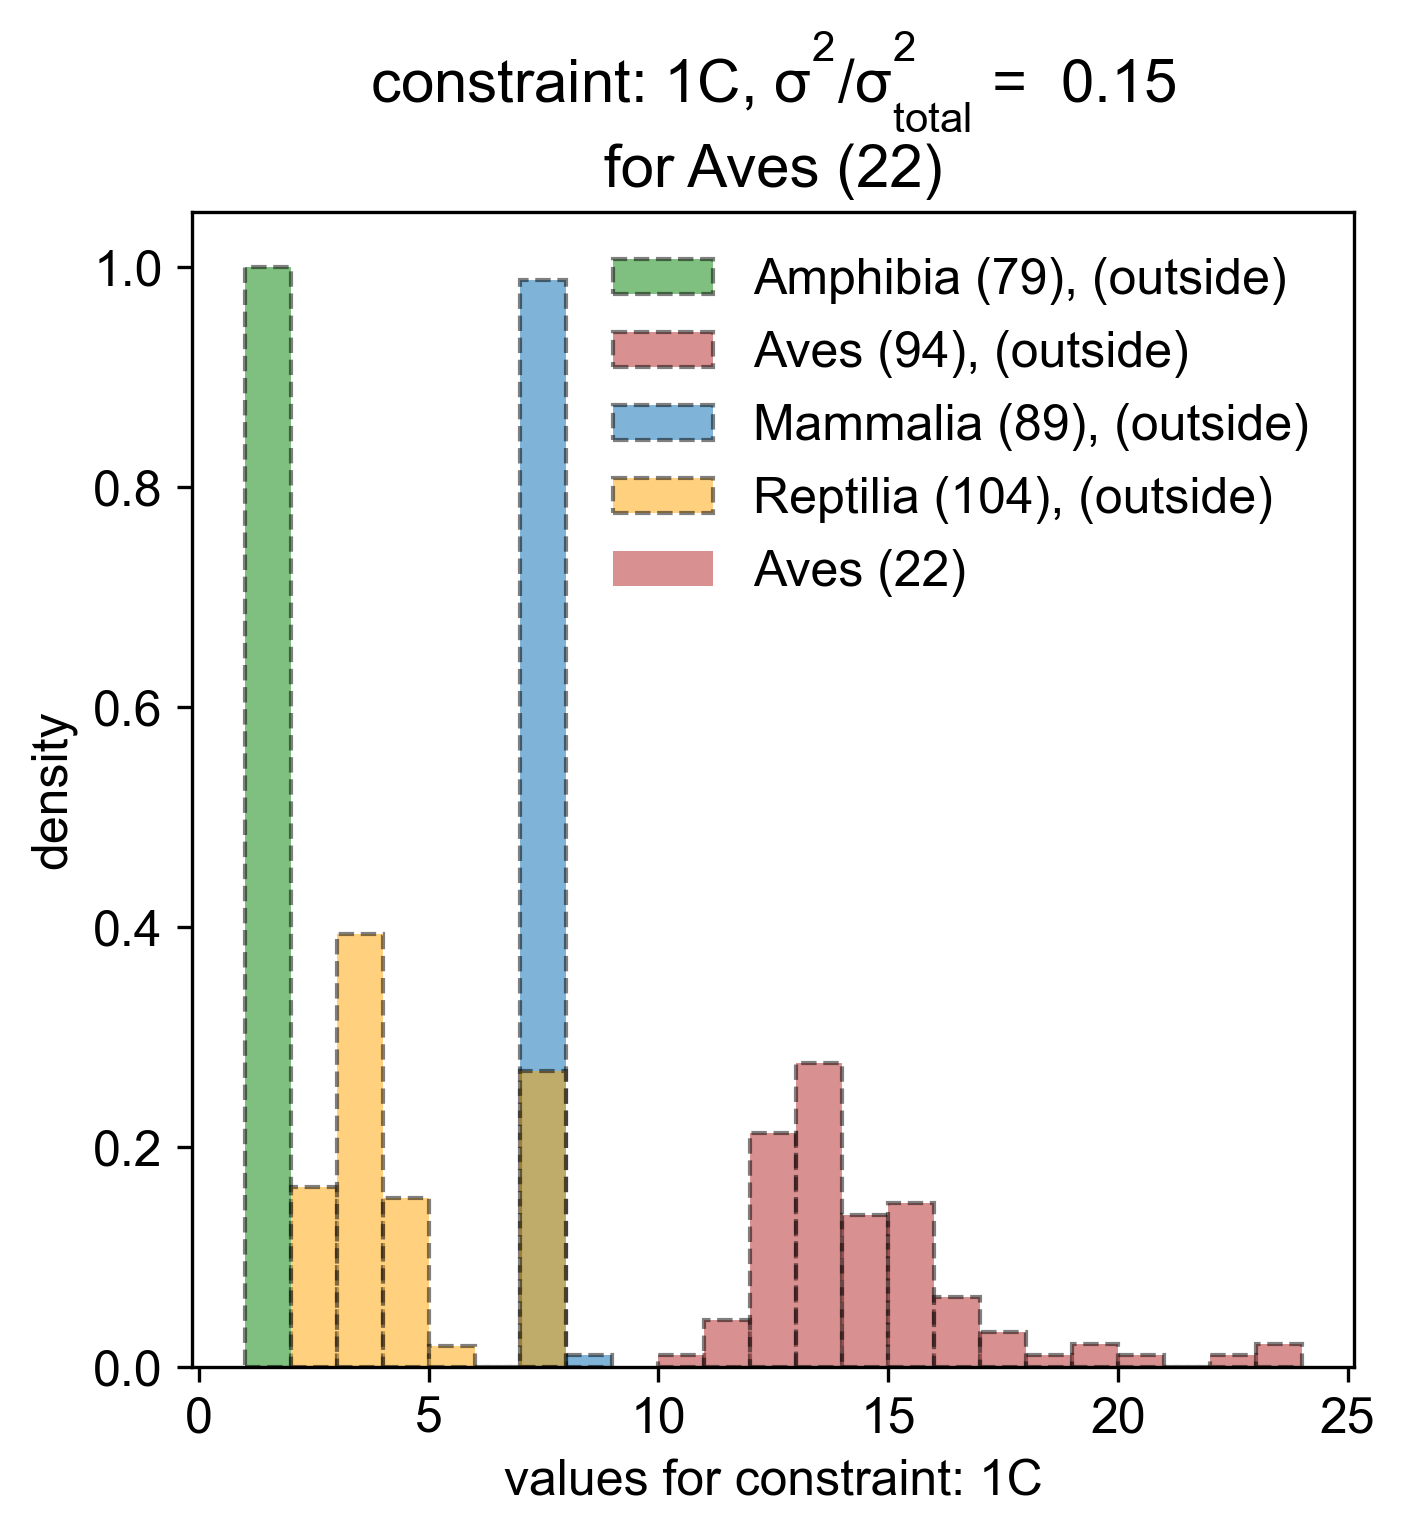 constraint: 1C, σ²/σ²total = 0.15
for Aves (22)
Amphibia (79), (outside)
Aves (94), (outside)
Mammalia (89), (outside)
Reptilia (104), (outside)
Aves (22)
1.0
0.8
0.6
0.4
0.2
0.0
density
0 5 10 15 20 25
values for constraint: 1C